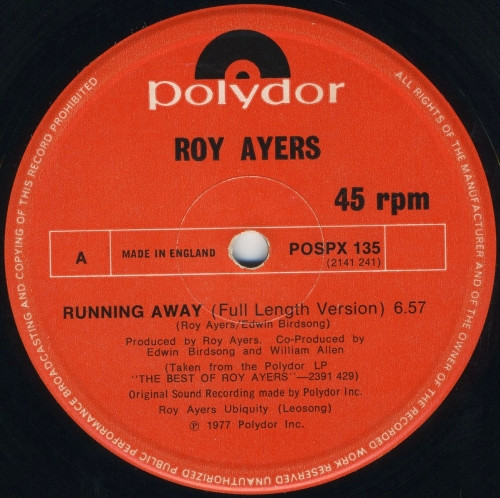 polydor
ROY AYERS
45 rpm
A
MADE IN ENGLAND
POSPX 135
(2141 241)
RUNNING AWAY (Full Length Version) 6.57
(Roy Ayers/Edwin Birdsong)
Produced by Roy Ayers. Co-Produced by
Edwin Birdsong and William Allen
(Taken from the Polydor LP
"THE BEST OF ROY AYERS"—2391 429)
Original Sound Recording made by Polydor Inc.
Roy Ayers Ubiquity (Leosong)
℗ 1977 Polydor Inc.
ALL RIGHTS OF THE MANUFACTURER AND OF THE OWNER OF THE RECORDED WORK RESERVED UNAUTHORIZED PUBLIC PERFORMANCE BROADCASTING AND COPYING OF THIS RECORD PROHIBITED